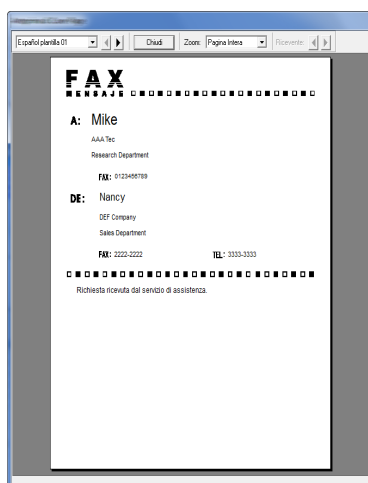 Español plantilla 01 Chiudi Zoom: Pagina Intera Ricevente:
FAX
MENSAJE
A: Mike
AAA Tec
Research Department
FAX: 0123456789
DE: Nancy
DEF Company
Sales Department
FAX: 2222-2222 TEL: 3333-3333
Richiesta ricevuta dal servizio di assistenza.